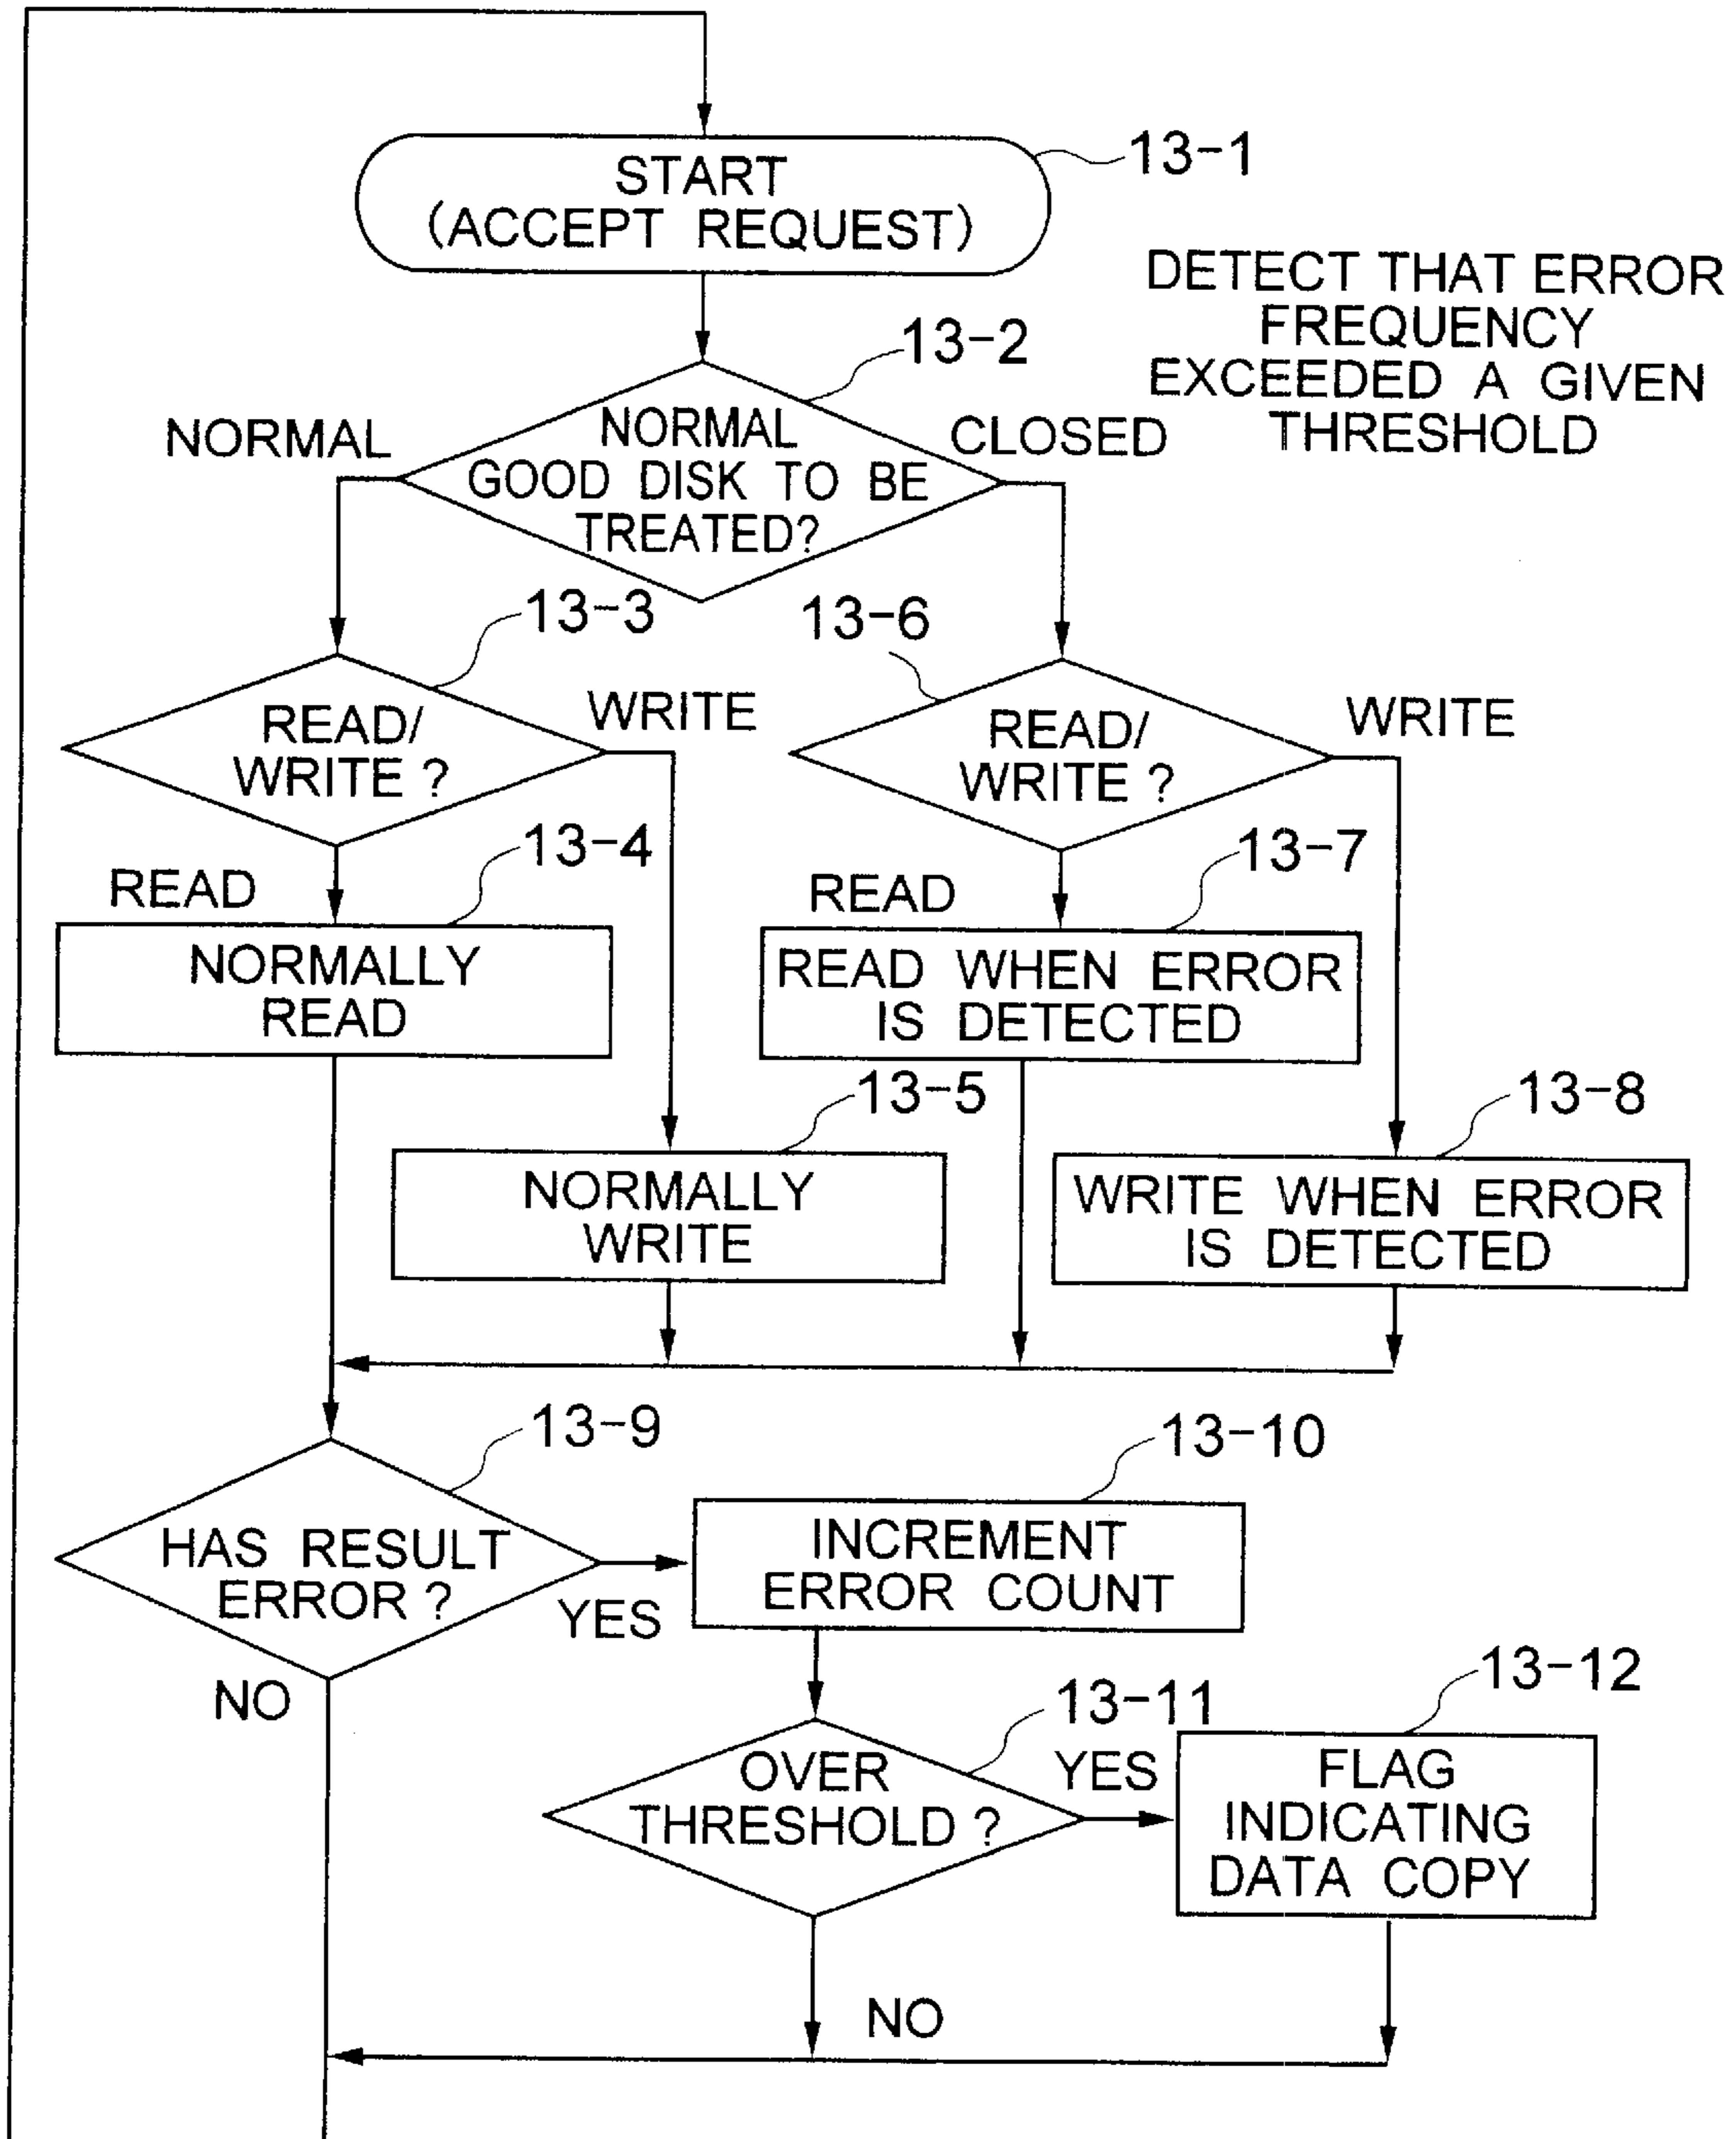 START
(ACCEPT REQUEST)
13-1
DETECT THAT ERROR
FREQUENCY
EXCEEDED A GIVEN
THRESHOLD
13-2
NORMAL
NORMAL
GOOD DISK TO BE
TREATED?
CLOSED
13-3
READ/
WRITE ?
WRITE
13-6
READ/
WRITE ?
WRITE
READ
13-4
NORMALLY
READ
READ
13-7
READ WHEN ERROR
IS DETECTED
13-5
NORMALLY
WRITE
13-8
WRITE WHEN ERROR
IS DETECTED
13-9
HAS RESULT
ERROR ?
YES
NO
13-10
INCREMENT
ERROR COUNT
13-11
OVER
THRESHOLD ?
YES
NO
13-12
FLAG
INDICATING
DATA COPY